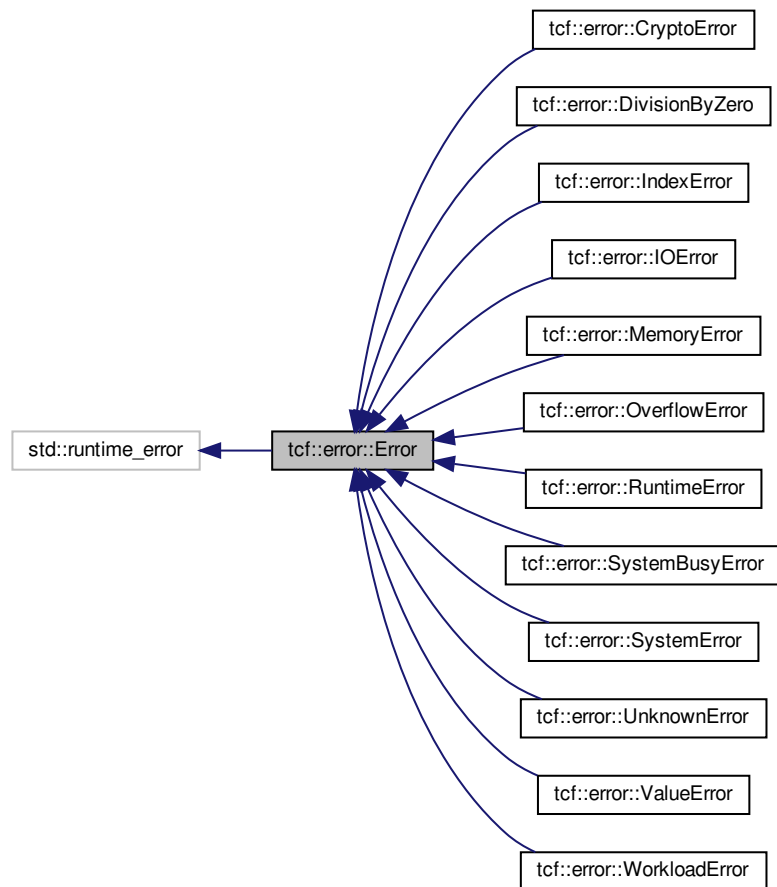 tcf::error::CryptoError
tcf::error::DivisionByZero
tcf::error::IndexError
tcf::error::IOError
tcf::error::MemoryError
tcf::error::OverflowError
std::runtime_error
tcf::error::Error
tcf::error::RuntimeError
tcf::error::SystemBusyError
tcf::error::SystemError
tcf::error::UnknownError
tcf::error::ValueError
tcf::error::WorkloadError